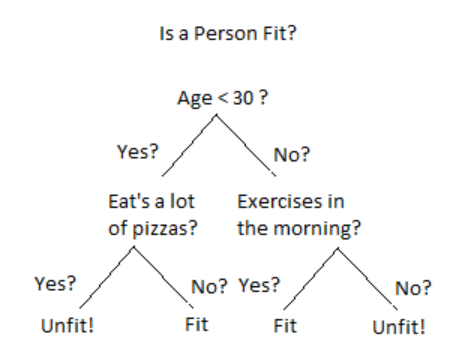 Is a Person Fit?
Age < 30 ?
Yes?
No?
Eat's a lot
of pizzas?
Exercises in
the morning?
Yes?
No?
Yes?
No?
Unfit!
Fit
Fit
Unfit!